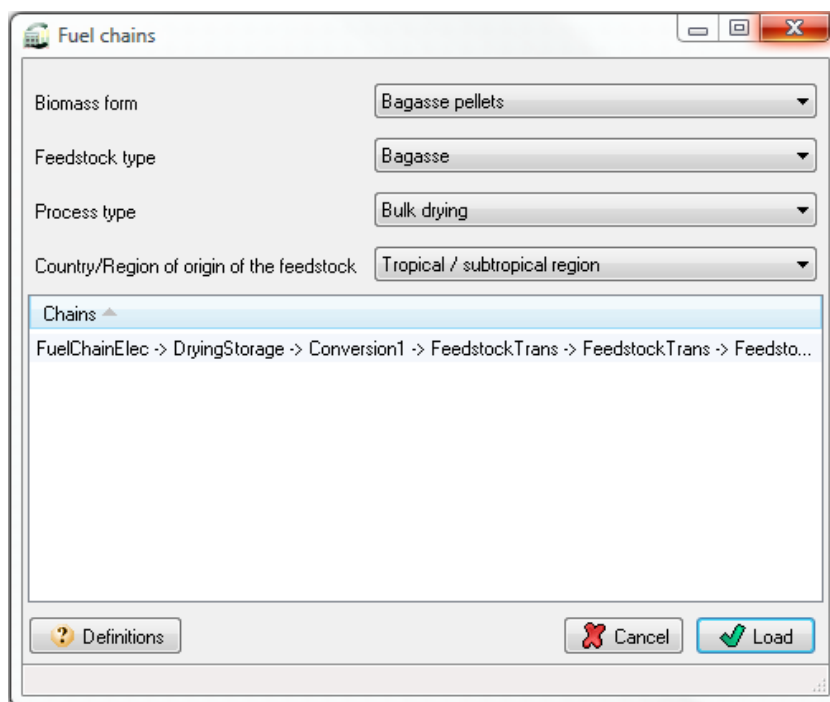 Fuel chains
Biomass form
Bagasse pellets
Feedstock type
Bagasse
Process type
Bulk drying
Country/Region of origin of the feedstock
Tropical / subtropical region
Chains
FuelChainElec -> DryingStorage -> Conversion1 -> FeedstockTrans -> FeedstockTrans -> Feedsto...
Definitions
Cancel
Load